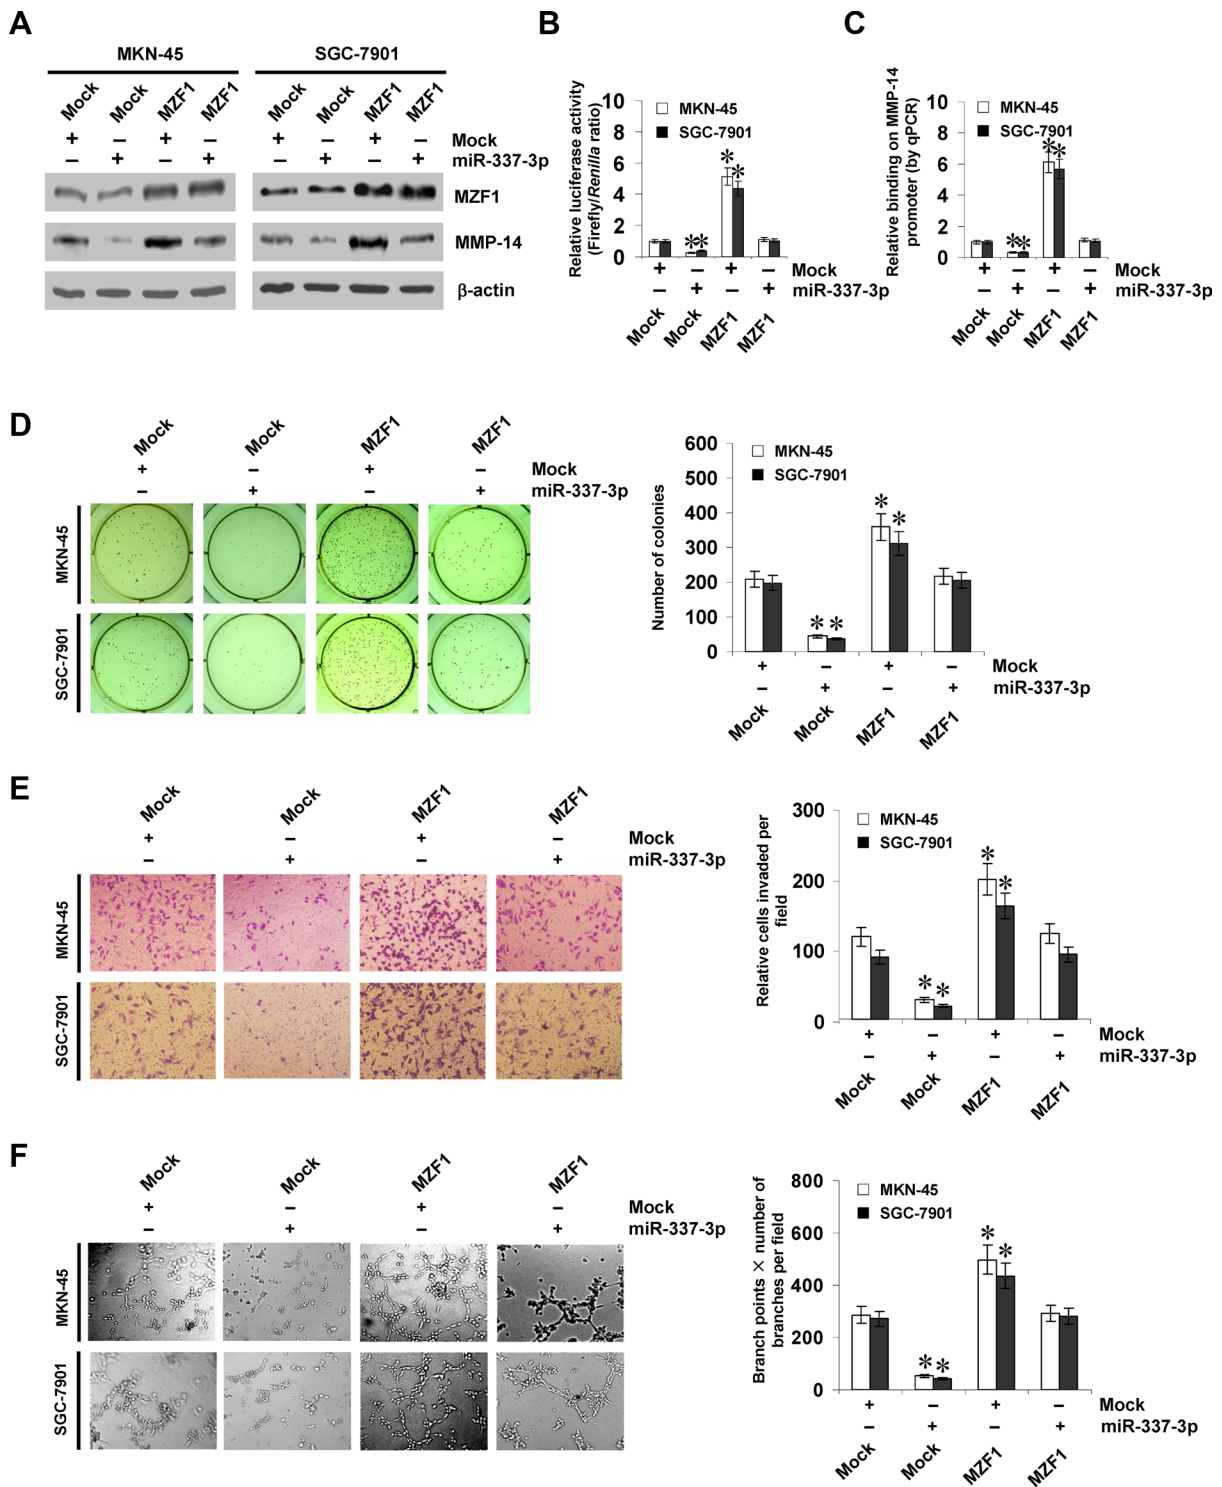 A
MKN-45
SGC-7901
Mock
Mock
MZF1
MZF1
Mock
Mock
MZF1
MZF1
+ – + – + – + – Mock
– + – + – + – + miR-337-3p
MZF1
MMP-14
β-actin
B
Relative luciferase activity
(Firefly/Renilla ratio)
10
8
6
4
2
0
MKN-45
SGC-7901
* *
* *
+ – + – Mock
– + – + miR-337-3p
Mock
Mock
MZF1
MZF1
C
Relative binding on MMP-14
promoter (by qPCR)
10
8
6
4
2
0
MKN-45
SGC-7901
* *
* *
+ – + – Mock
– + – + miR-337-3p
Mock
Mock
MZF1
MZF1
D
Mock
Mock
MZF1
MZF1
+ – + – Mock
– + – + miR-337-3p
MKN-45
SGC-7901
Number of colonies
600
500
400
300
200
100
0
MKN-45
SGC-7901
* *
* *
+ – + – Mock
– + – + miR-337-3p
Mock
Mock
MZF1
MZF1
E
Mock
Mock
MZF1
MZF1
+ – + – Mock
– + – + miR-337-3p
MKN-45
SGC-7901
Relative cells invaded per
field
300
200
100
0
MKN-45
SGC-7901
* *
* *
+ – + – Mock
– + – + miR-337-3p
Mock
Mock
MZF1
MZF1
F
Mock
Mock
MZF1
MZF1
+ – + – Mock
– + – + miR-337-3p
MKN-45
SGC-7901
Branch points × number of
branches per field
800
600
400
200
0
MKN-45
SGC-7901
* *
* *
+ – + – Mock
– + – + miR-337-3p
Mock
Mock
MZF1
MZF1